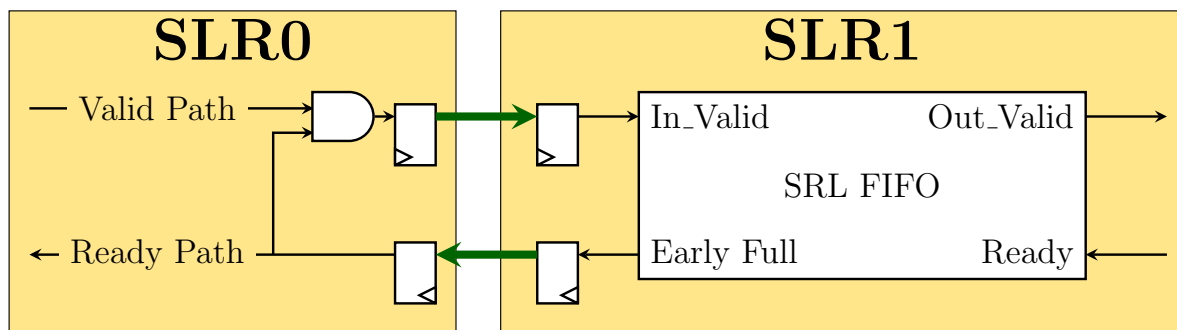 SLR0
SLR1
Valid Path
In_Valid
Out_Valid
SRL FIFO
Ready Path
Early Full
Ready